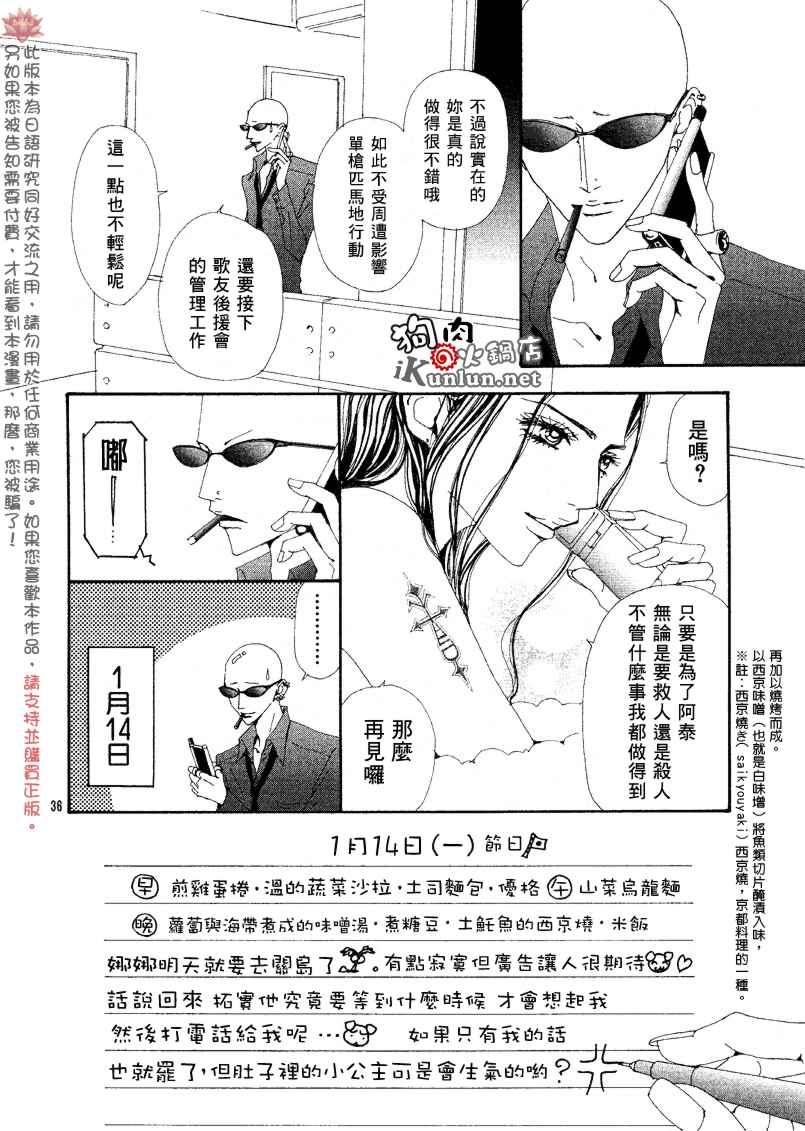 不過說實在的
妳是真的
做得很不錯哦
如此不受周遭影響
單槍匹馬地行動
還要接下
歌友後援會
的管理工作
這一點也不輕鬆呢
狗肉
火鍋店
iKunlun.net
是嗎？
只要是為了阿泰
無論是要救人還是殺人
不管什麼事我都做得到
那麼
再見囉
嘟——
………
1月14日
36
1月14日(一) 節日
早 煎雞蛋捲·溫的蔬菜沙拉·土司麵包·優格 午 山菜烏龍麵
晚 蘿蔔與海帶煮成的味噌湯·煮糖豆·土魠魚的西京燒·米飯
娜娜明天就要去關島了。有點寂寞但廣告讓人很期待♡
話說回來 拓實他究竟要等到什麼時候 才會想起我
然後打電話給我呢… 如果只有我的話
也就罷了，但肚子裡的小公主可是會生氣的喲？
※註：西京燒き(saikyouyaki)西京燒，京都料理的一種。
以西京味噌（也就是白味噌）將魚類切片醃漬入味，
再加以燒烤而成。
此版本為日語研究同好交流之用，請勿用於任何商業用途。如果您喜歡本作品，請支持並購買正版。
另如果您被告知需要付費，才能看到本漫畫，那麼，您被騙了！